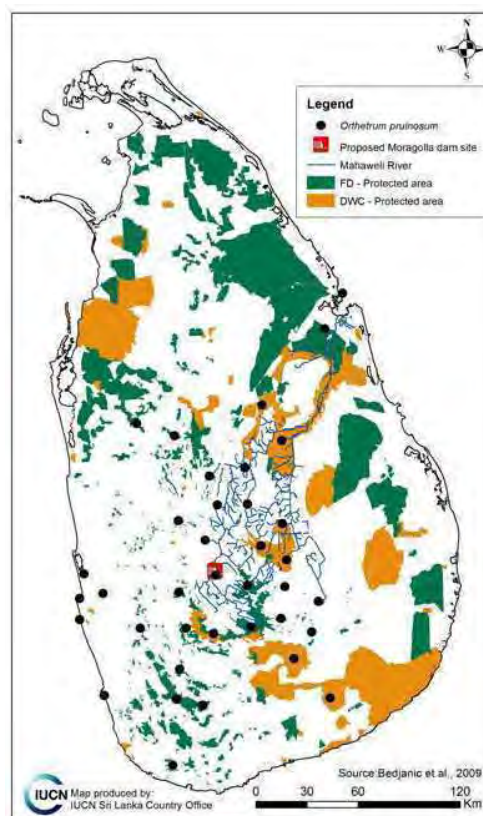 N
W E
S
Legend
Orthetrum pruinosum
Proposed Moragolla dam site
Mahaweli River
FD - Protected area
DWC - Protected area
Source:Bedjanic et al., 2009
IUCN
Map produced by:
IUCN Sri Lanka Country Office
0 30 60 120
Km